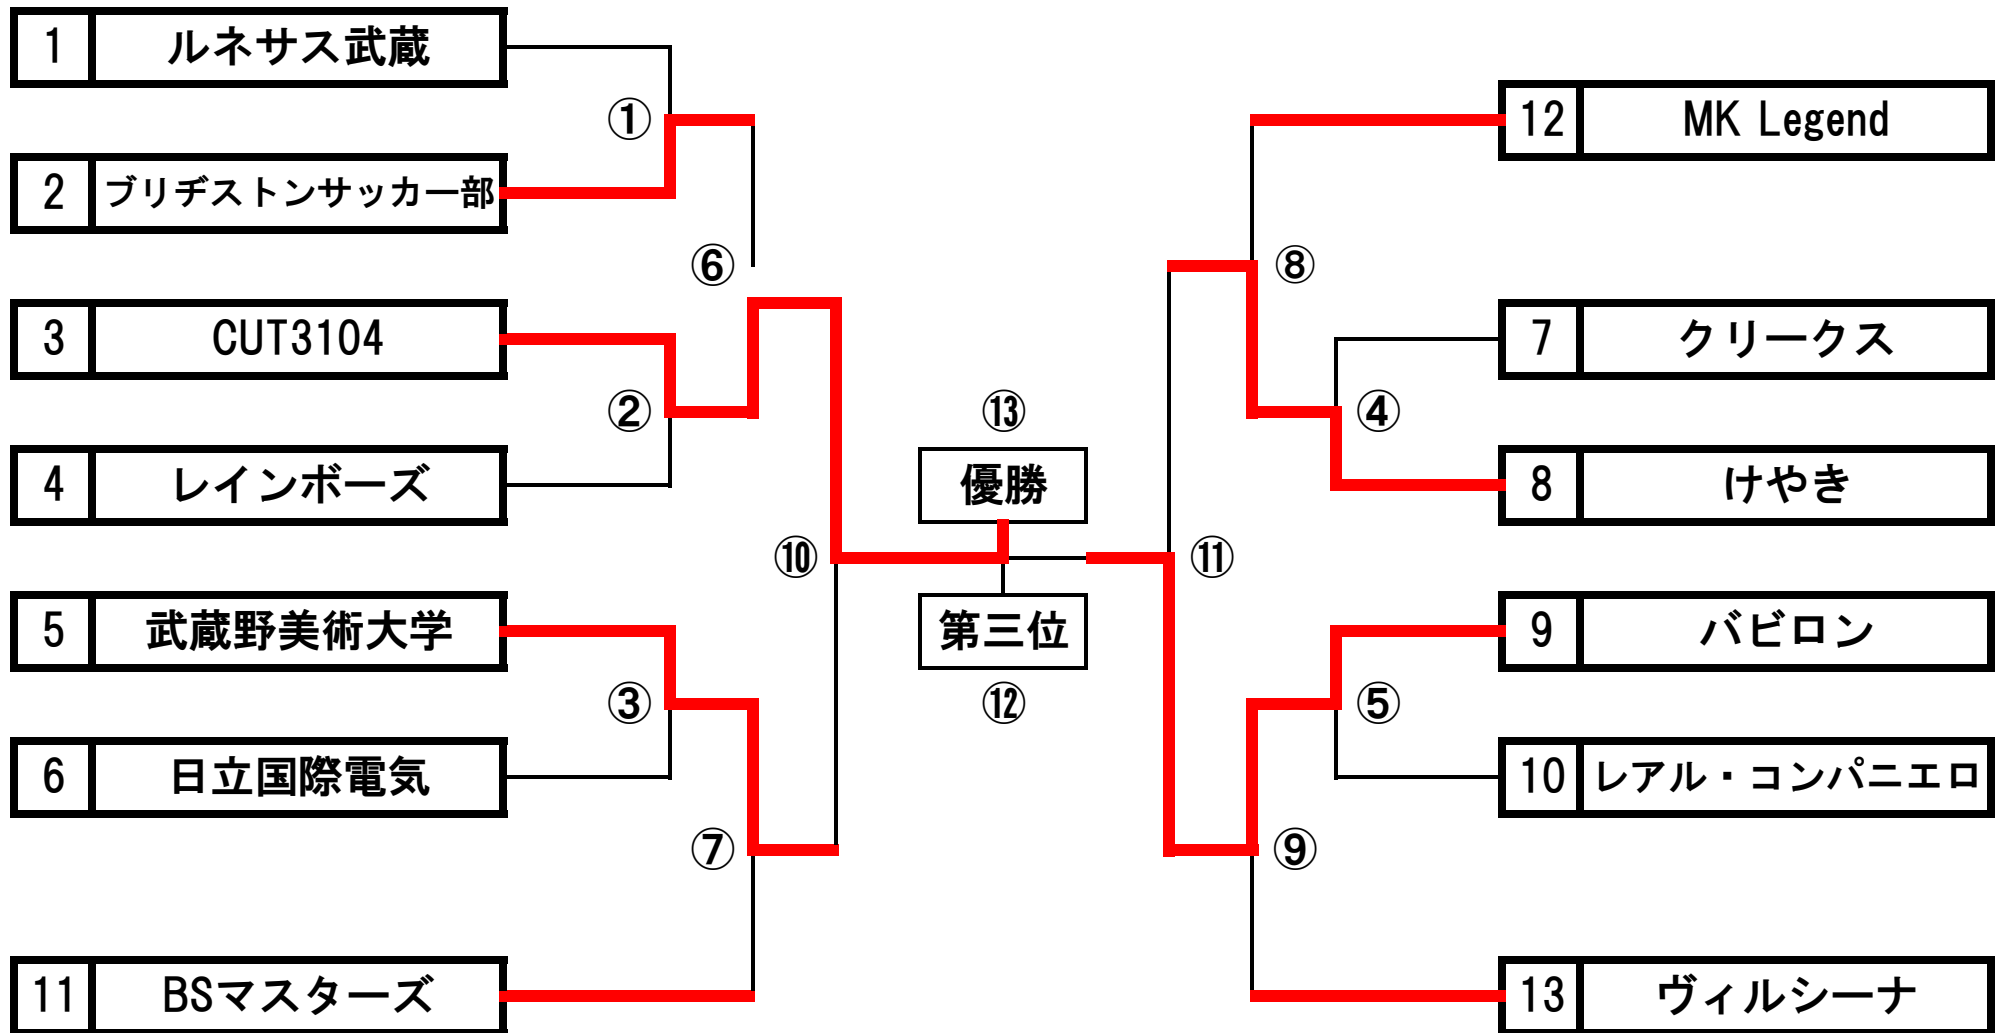 1 ルネサス武蔵
①
2 ブリヂストンサッカー部
⑥
3 CUT3104
②
4 レインボーズ
⑩
5 武蔵野美術大学
③
6 日立国際電気
⑦
11 BSマスターズ
⑬
優勝
第三位
⑫
12 MK Legend
⑧
7 クリークス
④
8 けやき
⑪
9 バビロン
⑤
10 レアル・コンパニエロ
⑨
13 ヴィルシーナ